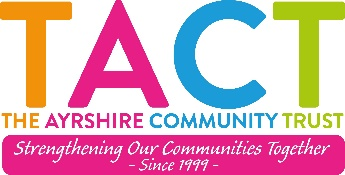 TACT
THE AYRSHIRE COMMUNITY TRUST
Strengthening Our Communities Together
- Since 1999 -